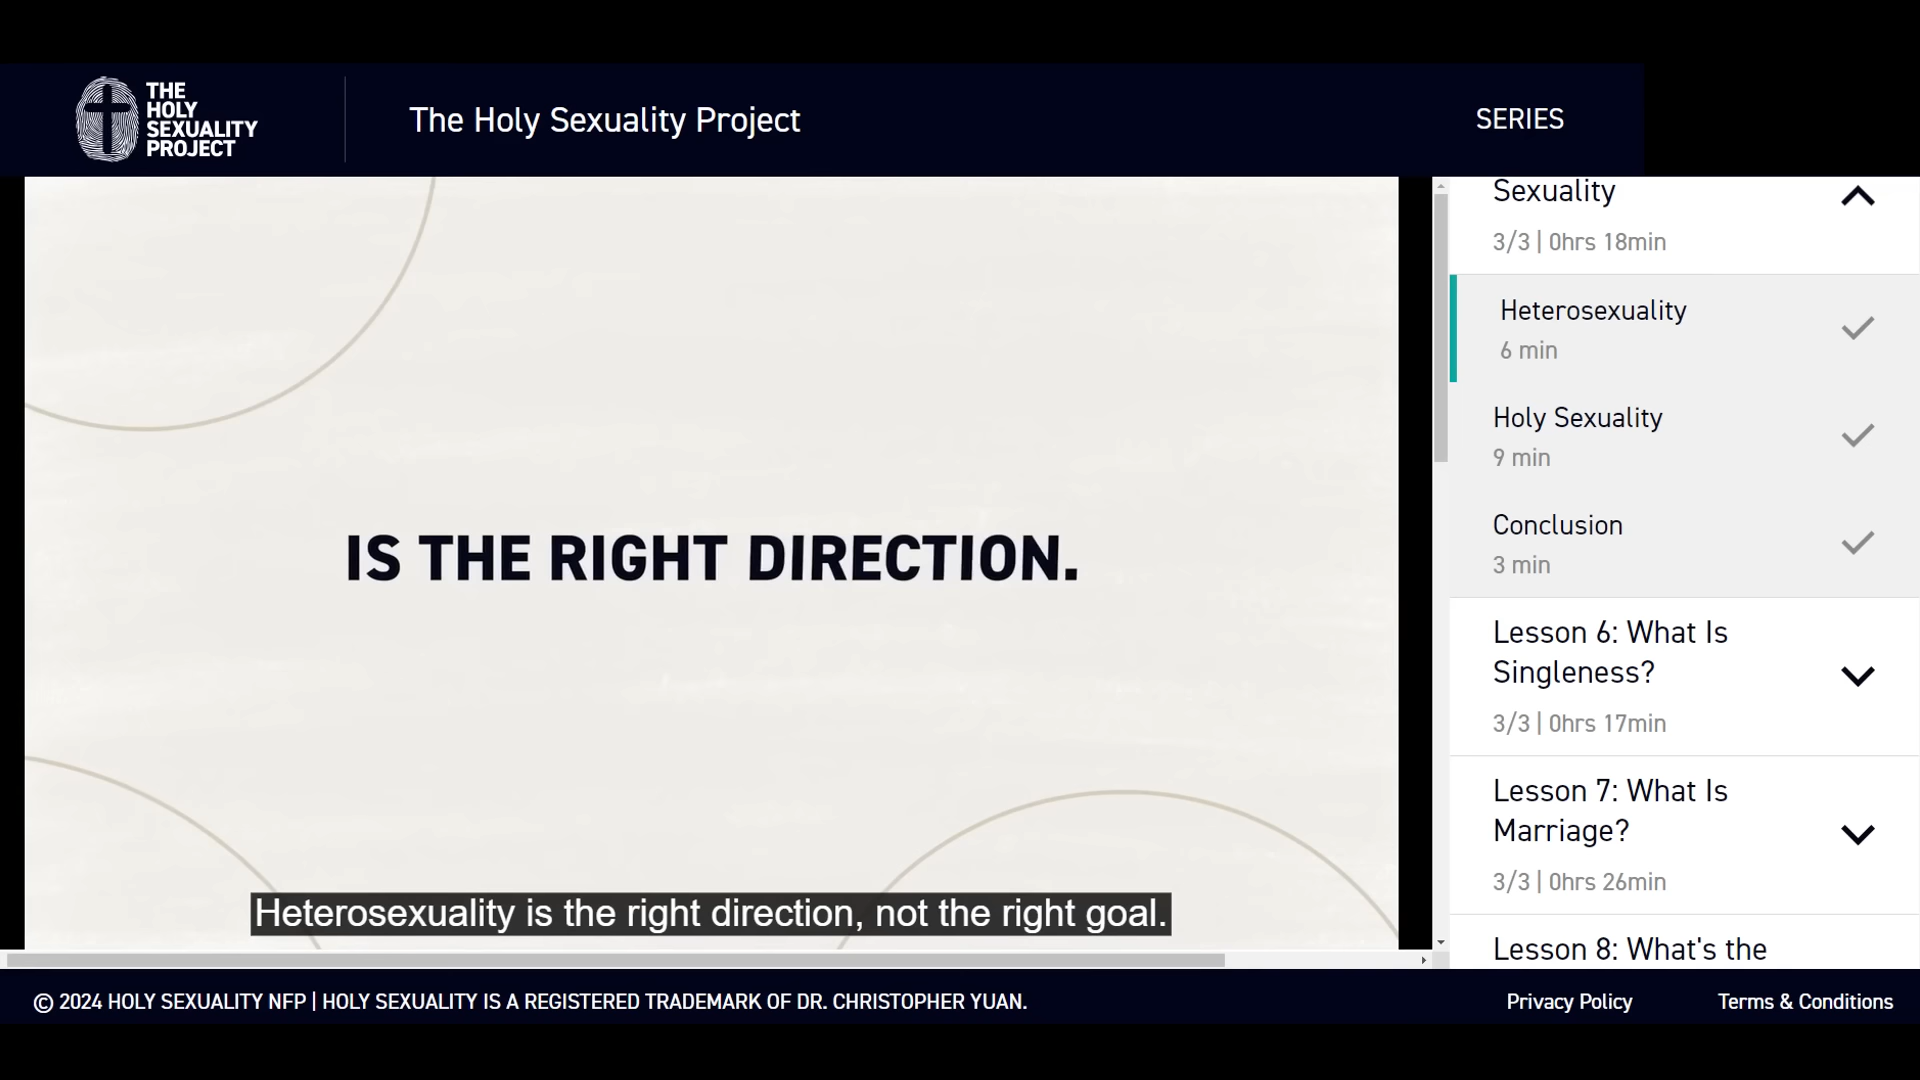 THE
HOLY
SEXUALITY
PROJECT
The Holy Sexuality Project
SERIES
IS THE RIGHT DIRECTION.
Heterosexuality is the right direction, not the right goal.
Sexuality
3/3 | 0hrs 18min
Heterosexuality
6 min
Holy Sexuality
9 min
Conclusion
3 min
Lesson 6: What Is
Singleness?
3/3 | 0hrs 17min
Lesson 7: What Is
Marriage?
3/3 | 0hrs 26min
Lesson 8: What's the
© 2024 HOLY SEXUALITY NFP | HOLY SEXUALITY IS A REGISTERED TRADEMARK OF DR. CHRISTOPHER YUAN.
Privacy Policy
Terms & Conditions